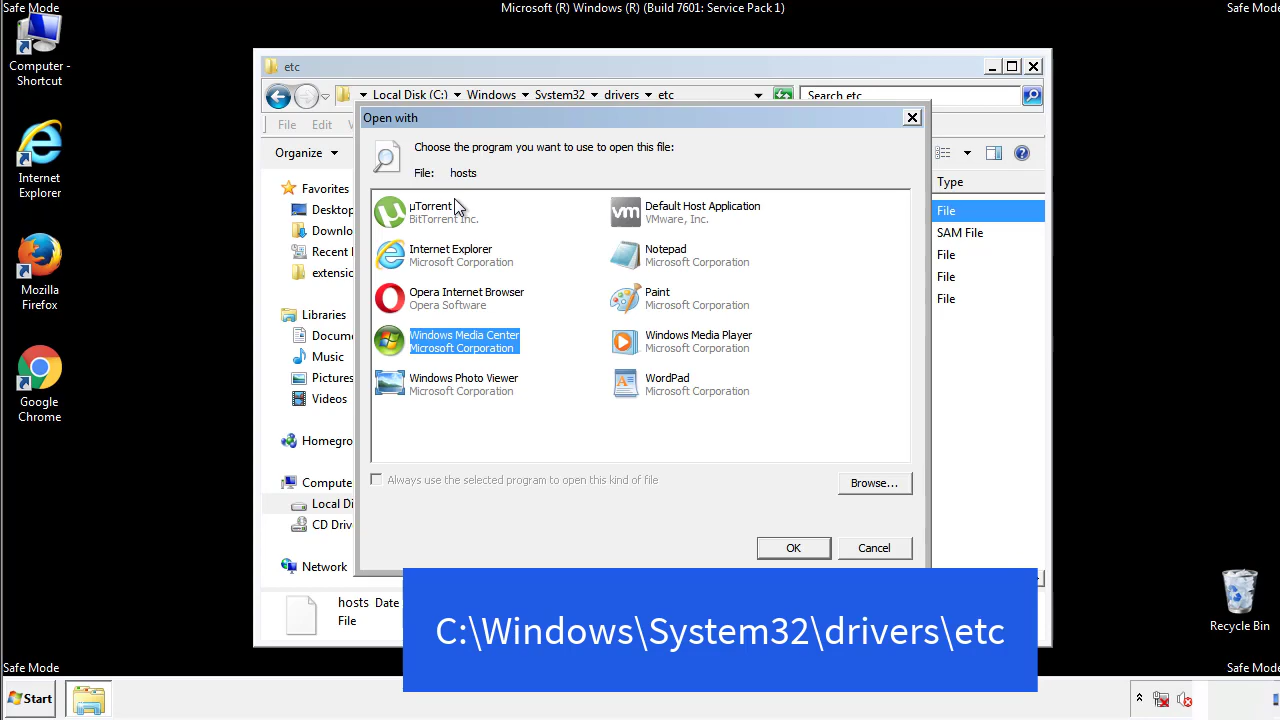 Safe Mode
Microsoft (R) Windows (R) (Build 7601: Service Pack 1)
Safe Mode
Computer -
Shortcut
Internet
Explorer
Mozilla
Firefox
Google
Chrome
etc
Local Disk (C:) Windows System32 drivers etc
Search etc
File Edit
Organize
Favorites
Desktop
Recent
Libraries
Music
Pictures
Videos
Network
Type
File
SAM File
File
File
File
Open with
Choose the program you want to use to open this file:
File: hosts
µTorrent
BitTorrent Inc.
Default Host Application
VMware, Inc.
Internet Explorer
Microsoft Corporation
Notepad
Microsoft Corporation
Opera Internet Browser
Opera Software
Paint
Microsoft Corporation
Windows Media Center
Microsoft Corporation
Windows Media Player
Microsoft Corporation
Windows Photo Viewer
Microsoft Corporation
WordPad
Microsoft Corporation
Always use the selected program to open this kind of file
Browse...
OK
Cancel
hosts Date
File
C:\Windows\System32\drivers\etc
Recycle Bin
Safe Mode
Safe Mode
Start